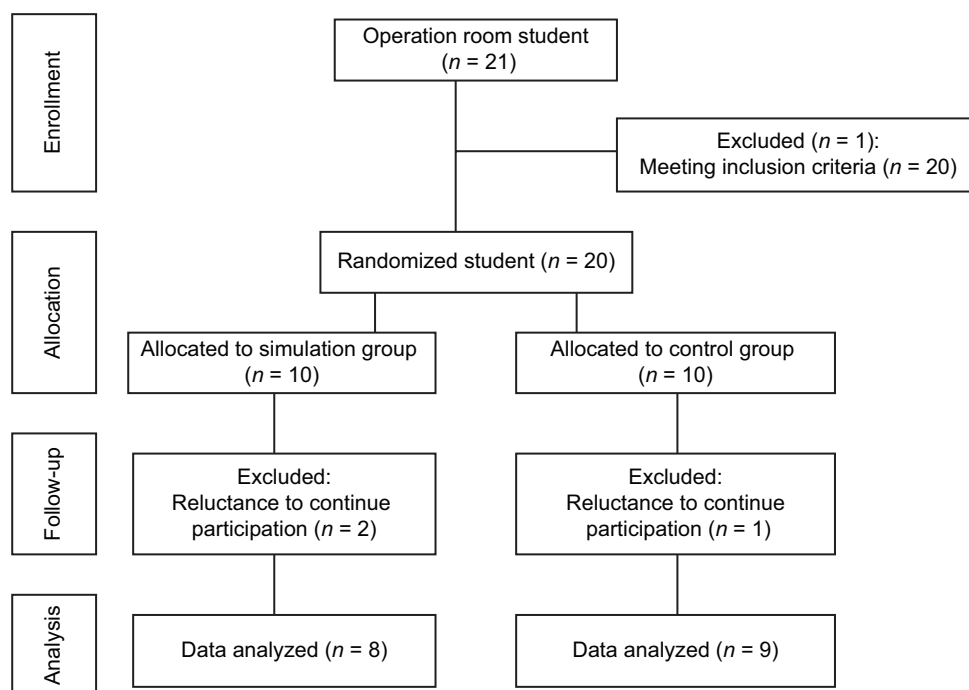 Enrollment
Operation room student
(n = 21)
Excluded (n = 1):
Meeting inclusion criteria (n = 20)
Allocation
Randomized student (n = 20)
Allocated to simulation group
(n = 10)
Allocated to control group
(n = 10)
Follow-up
Excluded:
Reluctance to continue
participation (n = 2)
Excluded:
Reluctance to continue
participation (n = 1)
Analysis
Data analyzed (n = 8)
Data analyzed (n = 9)